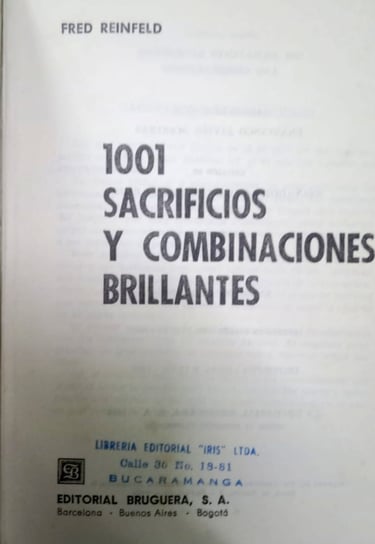 FRED REINFELD
1001
SACRIFICIOS
Y COMBINACIONES
BRILLANTES
LIBRERIA EDITORIAL "IRIS" LTDA.
Calle 36 No. 18-81
BUCARAMANGA
EDITORIAL BRUGUERA, S. A.
Barcelona - Buenos Aires - Bogotá